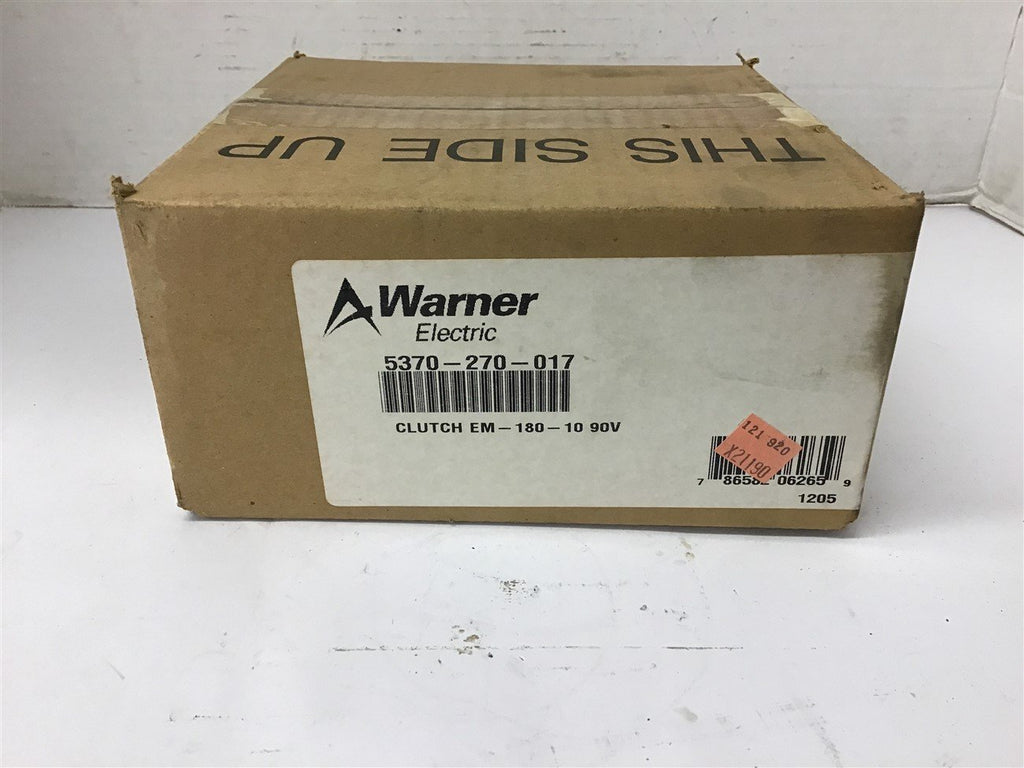 THIS SIDE UP
Warner
Electric
5370-270-017
CLUTCH EM-180-10 90V
121 920
X21190
7 06265 9
1205